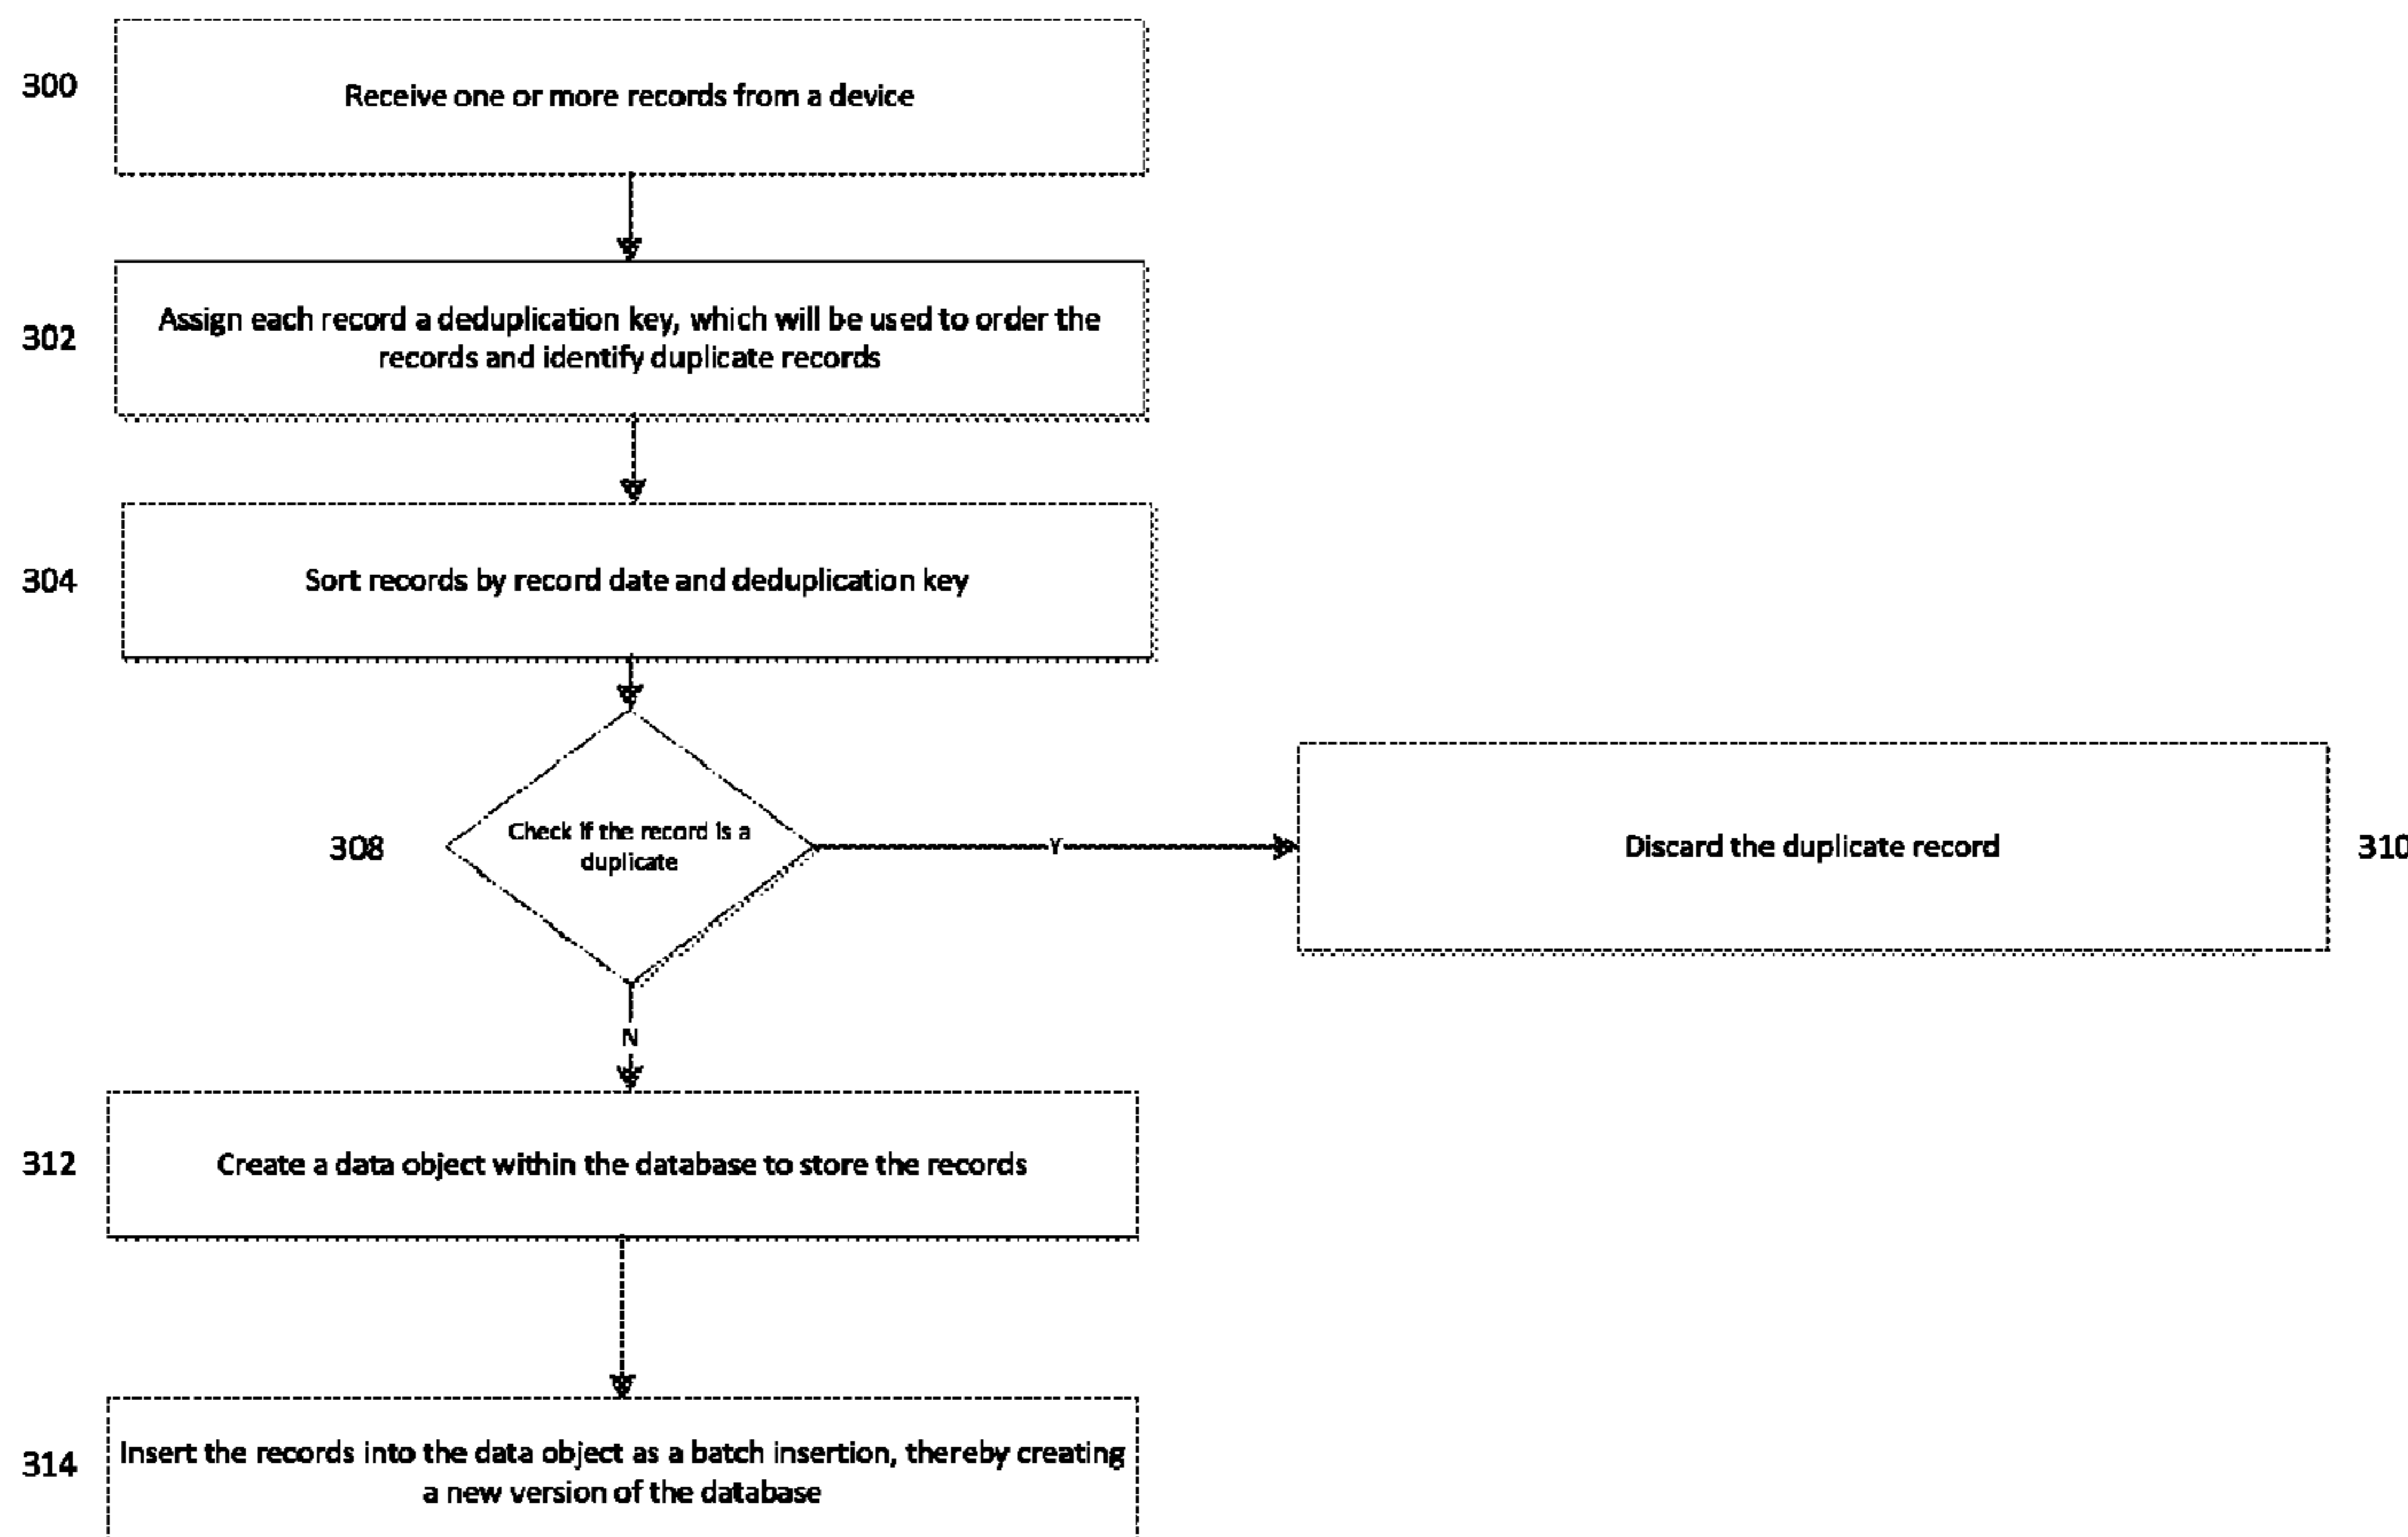 300
Receive one or more records from a device
302
Assign each record a deduplication key, which will be used to order the
records and identify duplicate records
304
Sort records by record date and deduplication key
308
Check if the record is a
duplicate
Y
Discard the duplicate record
310
N
312
Create a data object within the database to store the records
314
Insert the records into the data object as a batch insertion, thereby creating
a new version of the database